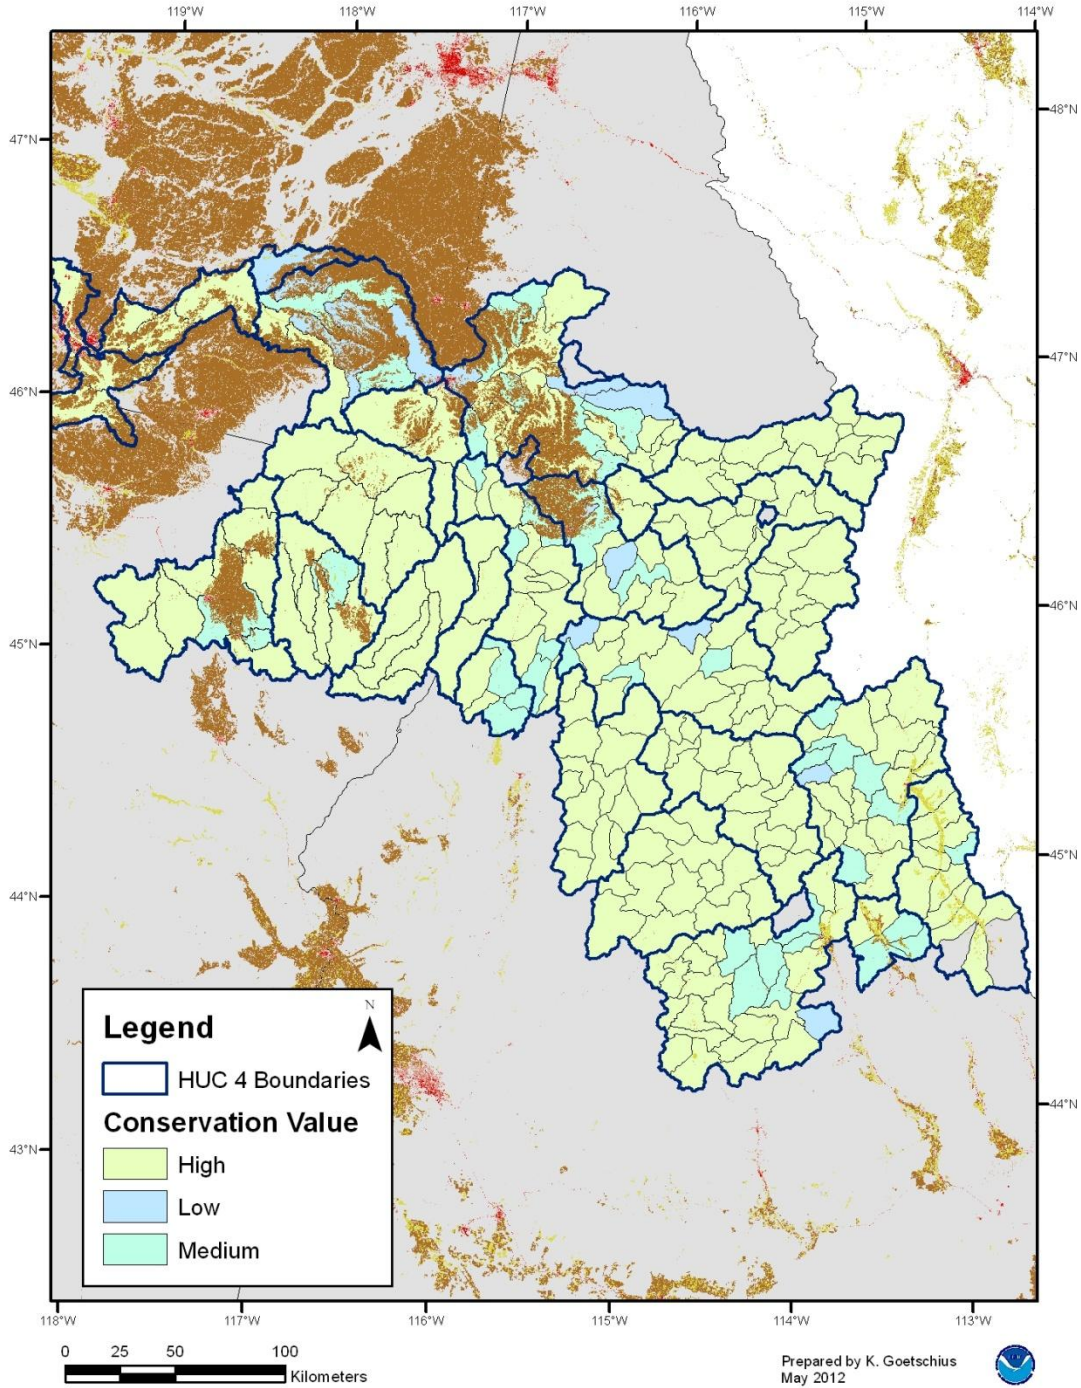 119°W 118°W 117°W 116°W 115°W 114°W
48°N
47°N
47°N
46°N
46°N
45°N
45°N
44°N
44°N
43°N
N
Legend
HUC 4 Boundaries
Conservation Value
High
Low
Medium
118°W 117°W 116°W 115°W 114°W 113°W
0 25 50 100
Kilometers
Prepared by K. Goetschius
May 2012